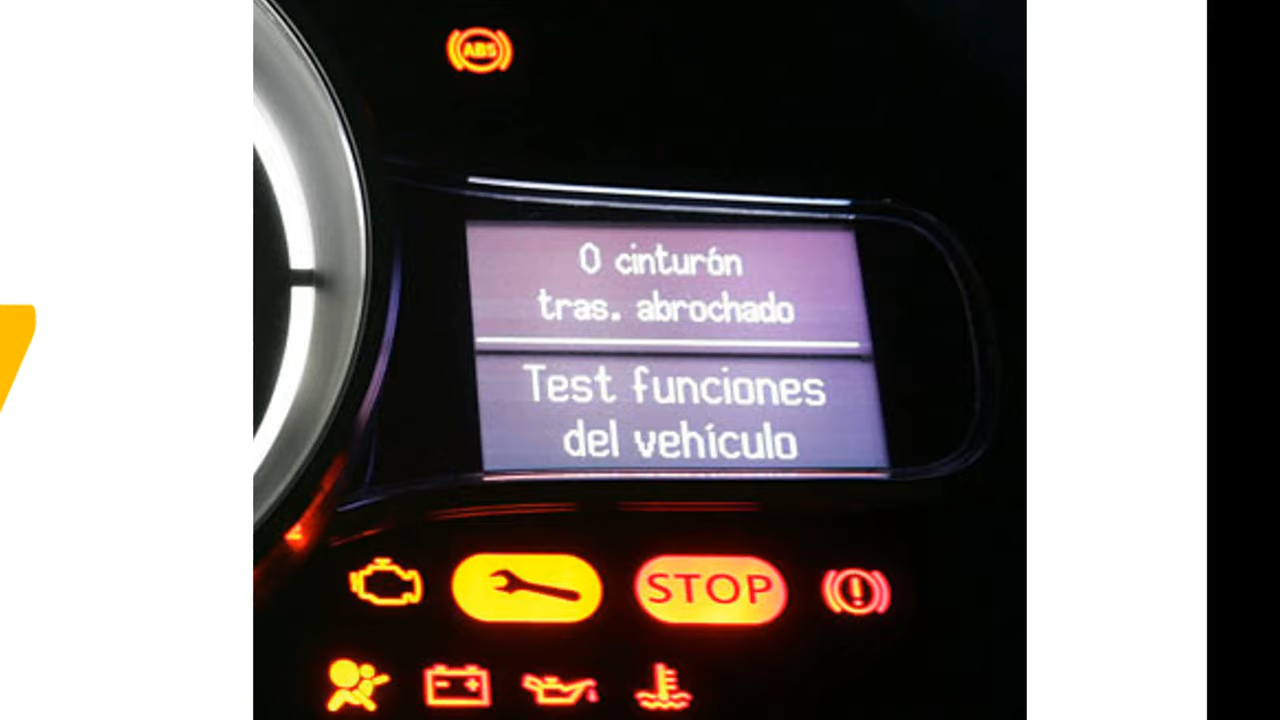 ABS
0 cinturón
tras. abrochado
Test funciones
del vehículo
STOP